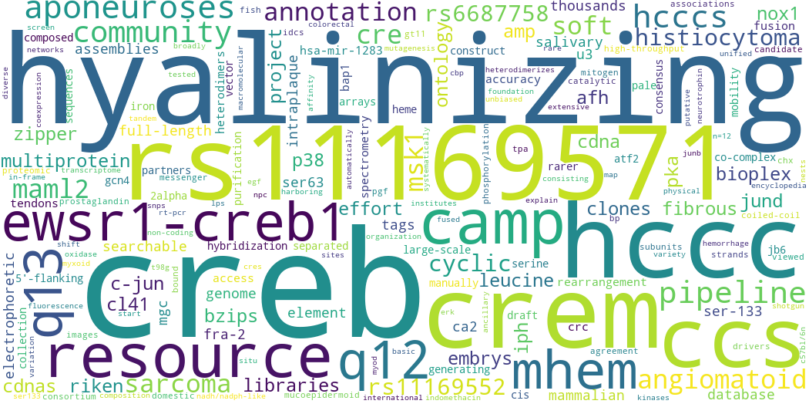 aponeuroses
fish
screen
annotation
colorectal
rs6687758
thousands
hcccs
nox1
associations
community
composed
networks
assemblies
hsa-mir-1283
idcs
cre
gt11
mutagenesis
soft
salivary
amp
u3
high-throughput
rare
histiocytoma
fusion
unified
candidate
hyalinizing
diverse
broadly
sequences
coexpression
tandem
zipper
iron
full-length
macromolecular
heterodimers
vector
tested
project
intraplaque
bap1
arrays
affinity
heme
networks
construct
cbp
heterodimerizes
accuracy
foundation
unbiased
ontology
mitogen
catalytic
extensive
afh
pale
consensus
putative
neurotrophin
mobility
rs11169571
multiprotein
proteomic
transcriptome
in-frame
gcn4
partners
messenger
maml2
2alpha
tendons
prostaglandin
purification
p38
ser63
harboring
automatically
spectrometry
msk1
systematically
phosphorylation
tpa
rarer
junb
cdna
atf2
consisting
map
pka
n=12
co-complex
bioplex
physical
chx
encyclopedia
jund
coiled-coil
ewsr1-creb1
snps
rt-pcr
lps
egf
npc
pgf
institutes
effort
tags
camp
explain
clones
bp
fibrous
hccc
q13
electrophoretic
5'-flanking
shift
oxidase
myxoid
non-coding
hybridization
organization
separated
fused
cyclic
large-scale
serine
leucine
manually
rearrangement
subunits
variety
hemorrhage
strands
jb6
viewed
searchable
c-jun
cl41
mgc
t98g
bound
sites
cres
access
genome
bzips
fra-2
element
creb
crem
ca2
iph
erk
draft
generating
ancillary
crc
ser-133
drivers
pipeline
ccs
shotgun
c57bl/6n
collection
variation
fluorescence
images
start
resource
q12
myod
basic
embrys
agreement
mhem
angiomatoid
cdnas
ser133
consortium
riken
composition
domestic
sarcoma
nadh/nadph-like
libraries
situ
mucoepidermoid
rs11169552
international
indomethacin
cis
kinases
mammalian
database